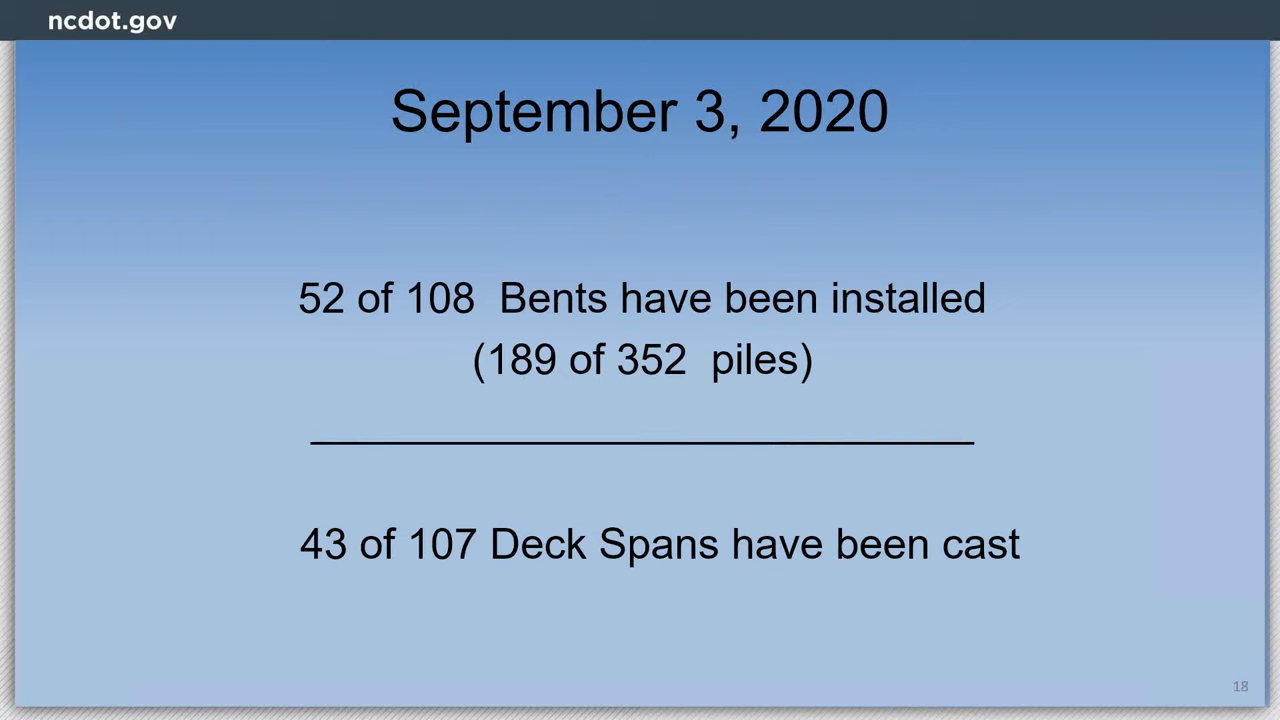 ncdot.gov
September 3, 2020
52 of 108 Bents have been installed
(189 of 352 piles)
43 of 107 Deck Spans have been cast
18